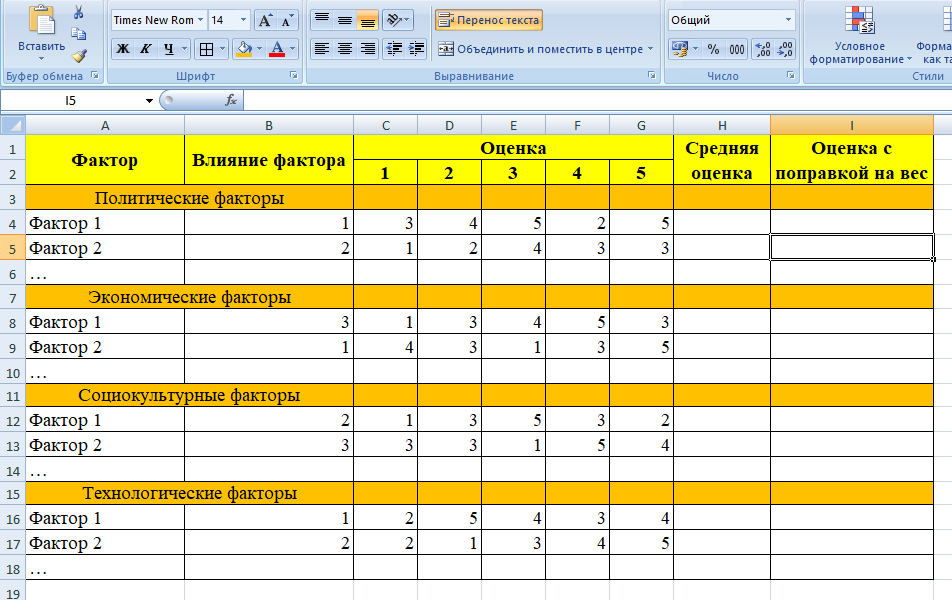 Вставить
Times New Rom 14
Ж К Ч
A A
А
Перенос текста
Объединить и поместить в центре
Общий
% 000
,00 ,0
Условное
форматирование
Форма
как та
Буфер обмена Шрифт Выравнивание Число Стили
I5 fx
A B C D E F G H I
1 Фактор Влияние фактора Оценка Средняя Оценка с
2 1 2 3 4 5 оценка поправкой на вес
3 Политические факторы
4 Фактор 1 1 3 4 5 2 5
5 Фактор 2 2 1 2 4 3 3
6 ...
7 Экономические факторы
8 Фактор 1 3 1 3 4 5 3
9 Фактор 2 1 4 3 1 3 5
10 ...
11 Социокультурные факторы
12 Фактор 1 2 1 3 5 3 2
13 Фактор 2 3 3 3 1 5 4
14 ...
15 Технологические факторы
16 Фактор 1 1 2 5 4 3 4
17 Фактор 2 2 2 1 3 4 5
18 ...
19